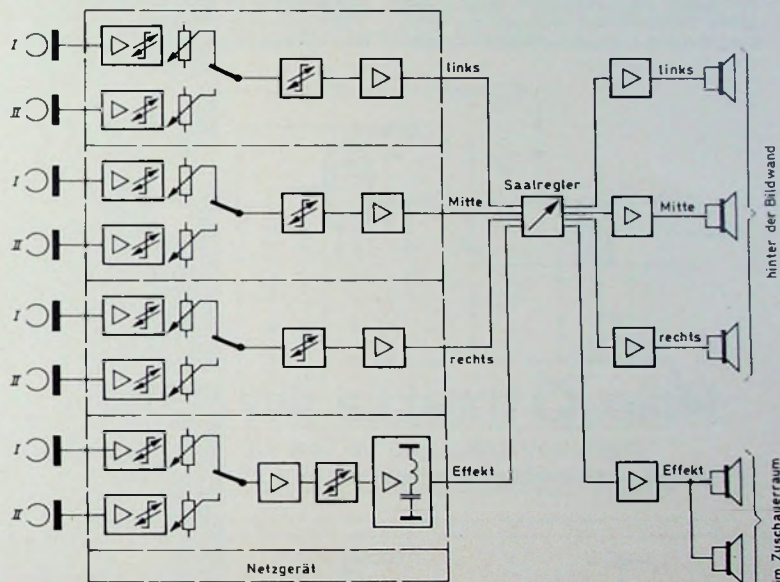 I
links
links
II
I
Saalregler
Mitte
Mitte
II
hinter der Bildwand
I
rechts
rechts
II
I
Effekt
Effekt
II
im Zuschauerraum
Netzgerät